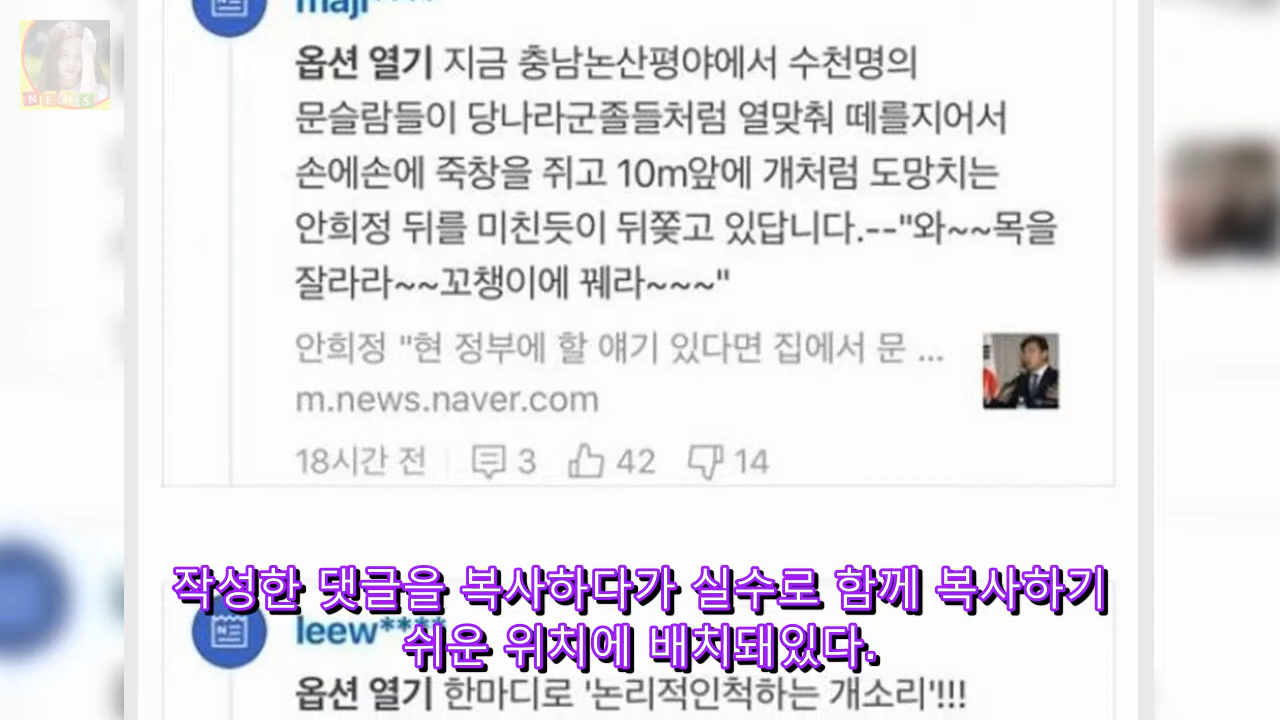 NEWS
maji****
옵션 열기 지금 충남논산평야에서 수천명의
문슬람들이 당나라군졸들처럼 열맞춰 떼를지어서
손에손에 죽창을 쥐고 10m앞에 개처럼 도망치는
안희정 뒤를 미친듯이 뒤쫓고 있답니다.--"와~~목을
잘라라~~꼬챙이에 꿰라~~~"
안희정 "현 정부에 할 얘기 있다면 집에서 문 ...
m.news.naver.com
18시간 전 3 42 14
작성한 댓글을 복사하다가 실수로 함께 복사하기
쉬운 위치에 배치돼있다.
leew****
옵션 열기 한마디로 '논리적인척하는 개소리'!!!